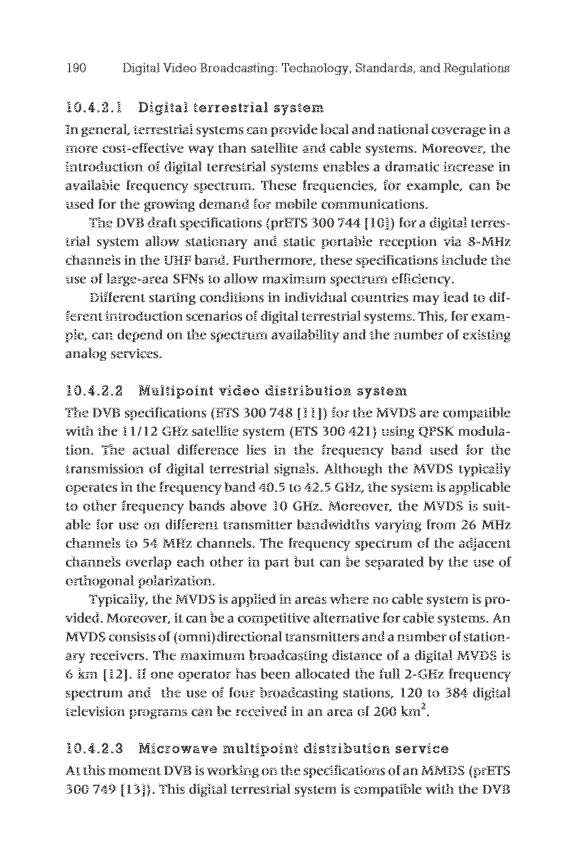 190 Digital Video Broadcasting: Technology, Standards, and Regulations
10.4.2.1 Digital terrestrial system
In general, terrestrial systems can provide local and national coverage in a
more cost-effective way than satellite and cable systems. Moreover, the
introduction of digital terrestrial systems enables a dramatic increase in
available frequency spectrum. These frequencies, for example, can be
used for the growing demand for mobile communications.
The DVB draft specifications (prETS 300 744 [10]) for a digital terres-
trial system allow stationary and static portable reception via 8-MHz
channels in the UHF band. Furthermore, these specifications include the
use of large-area SFNs to allow maximum spectrum efficiency.
Different starting conditions in individual countries may lead to dif-
ferent introduction scenarios of digital terrestrial systems. This, for exam-
ple, can depend on the spectrum availability and the number of existing
analog services.
10.4.2.2 Multipoint video distribution system
The DVB specifications (ETS 300 748 [11]) for the MVDS are compatible
with the 11/12 GHz satellite system (ETS 300 421) using QPSK modula-
tion. The actual difference lies in the frequency band used for the
transmission of digital terrestrial signals. Although the MVDS typically
operates in the frequency band 40.5 to 42.5 GHz, the system is applicable
to other frequency bands above 10 GHz. Moreover, the MVDS is suit-
able for use on different transmitter bandwidths varying from 26 MHz
channels to 54 MHz channels. The frequency spectrum of the adjacent
channels overlap each other in part but can be separated by the use of
orthogonal polarization.
Typically, the MVDS is applied in areas where no cable system is pro-
vided. Moreover, it can be a competitive alternative for cable systems. An
MVDS consists of (omni)directional transmitters and a number of station-
ary receivers. The maximum broadcasting distance of a digital MVDS is
6 km [12]. If one operator has been allocated the full 2-GHz frequency
spectrum and the use of four broadcasting stations, 120 to 384 digital
television programs can be received in an area of 200 km².
10.4.2.3 Microwave multipoint distribution service
At this moment DVB is working on the specifications of an MMDS (prETS
300 749 [13]). This digital terrestrial system is compatible with the DVB